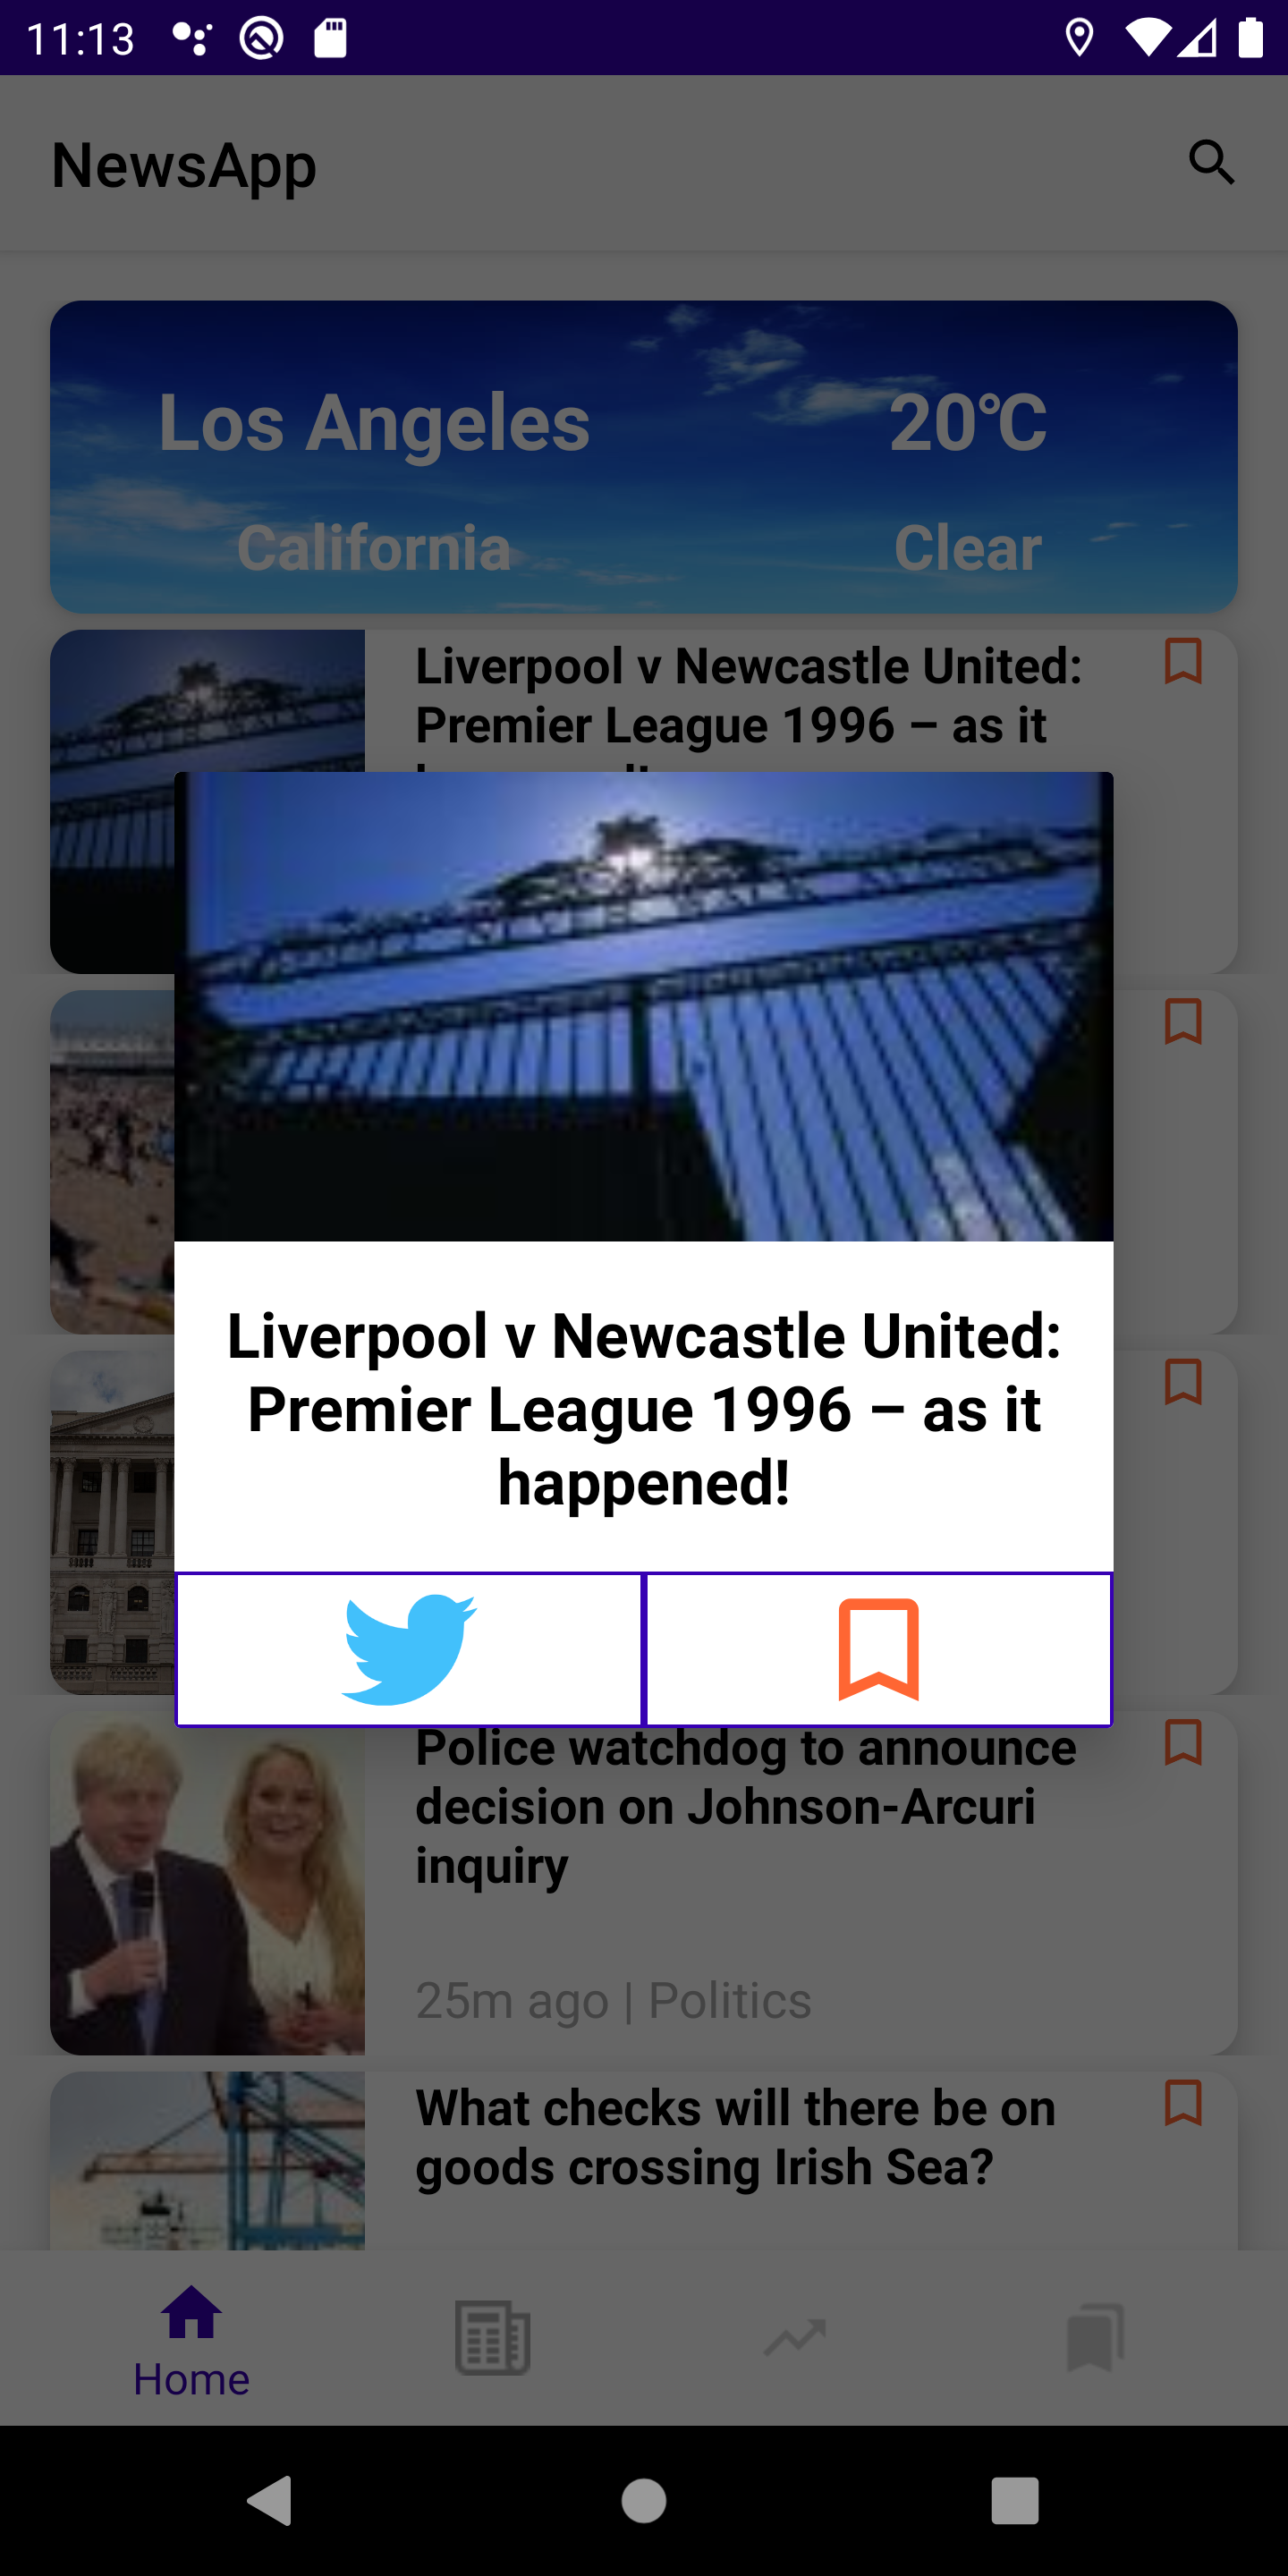 11:13
NewsApp
Los Angeles
20°C
California
Clear
Liverpool v Newcastle United:
Premier League 1996 – as it
Liverpool v Newcastle United:
Premier League 1996 – as it
happened!
Police watchdog to announce
decision on Johnson-Arcuri
inquiry
25m ago | Politics
What checks will there be on
goods crossing Irish Sea?
Home